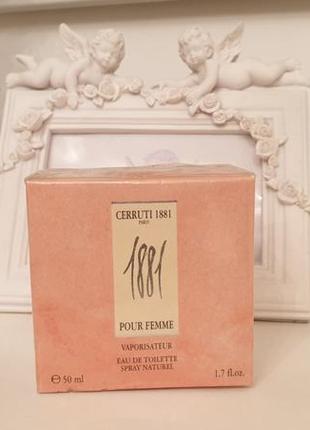 CERRUTI 1881
PARIS
1881
POUR FEMME
VAPORISATEUR
EAU DE TOILETTE
SPRAY NATUREL
℮ 50 ml
1.7 fl.oz.